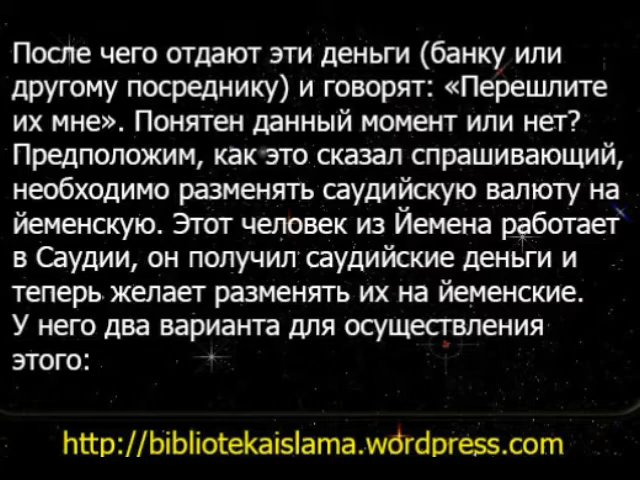 После чего отдают эти деньги (банку или
другому посреднику) и говорят: «Перешлите
их мне». Понятен данный момент или нет?
Предположим, как это сказал спрашивающий,
необходимо разменять саудийскую валюту на
йеменскую. Этот человек из Йемена работает
в Саудии, он получил саудийские деньги и
теперь желает разменять их на йеменские.
У него два варианта для осуществления
этого:
http://bibliotekaislama.wordpress.com